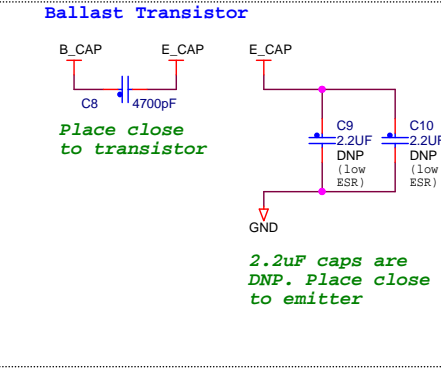 Ballast Transistor
B_CAP E_CAP E_CAP
C8 4700pF
Place close
to transistor
C9 C10
2.2UF 2.2UF
DNP DNP
(low (low
ESR) ESR)
GND
2.2uF caps are
DNP. Place close
to emitter